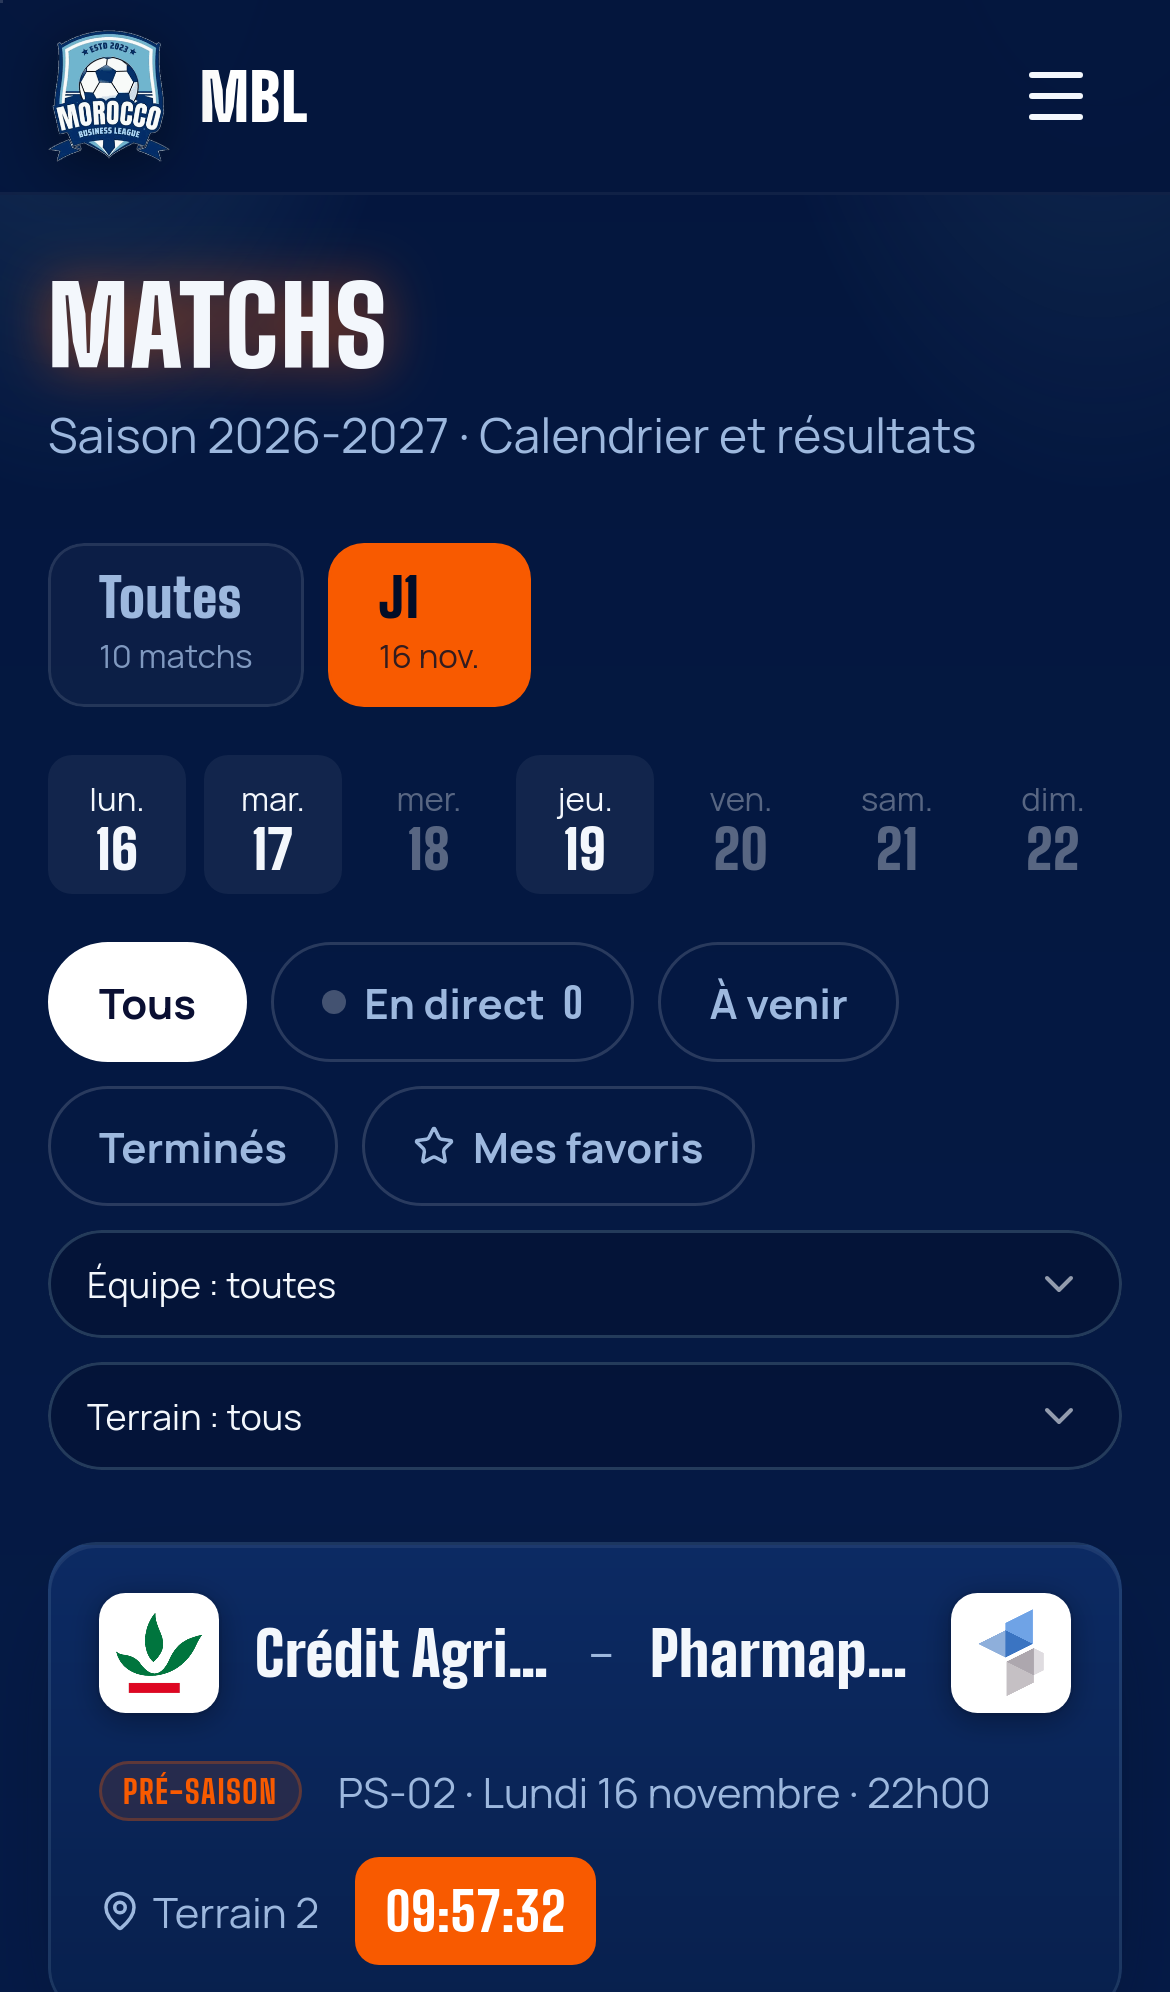 ★ ESTD 2023 ★
MOROCCO
BUSINESS LEAGUE
MBL
MATCHS
Saison 2026-2027 · Calendrier et résultats
Toutes
10 matchs
J1
16 nov.
lun. mar. mer. jeu. ven. sam. dim.
16 17 18 19 20 21 22
Tous En direct 0 À venir
Terminés Mes favoris
Équipe : toutes
Terrain : tous
Crédit Agri... – Pharmap...
PRÉ-SAISON PS-02 · Lundi 16 novembre · 22h00
Terrain 2 09:57:32